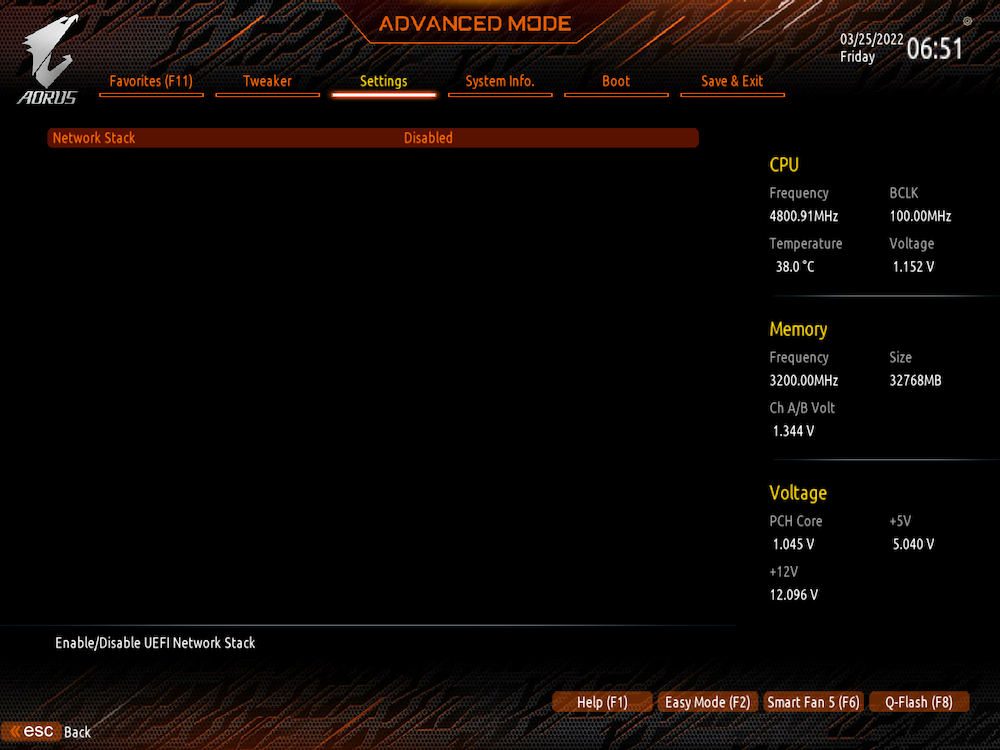 ADVANCED MODE
03/25/2022
Friday
06:51
AORUS
Favorites (F11) Tweaker Settings System Info. Boot Save & Exit
Network Stack Disabled
CPU
Frequency BCLK
4800.91MHz 100.00MHz
Temperature Voltage
38.0 °C 1.152 V
Memory
Frequency Size
3200.00MHz 32768MB
Ch A/B Volt
1.344 V
Voltage
PCH Core +5V
1.045 V 5.040 V
+12V
12.096 V
Enable/Disable UEFI Network Stack
Help (F1) Easy Mode (F2) Smart Fan 5 (F6) Q-Flash (F8)
esc Back